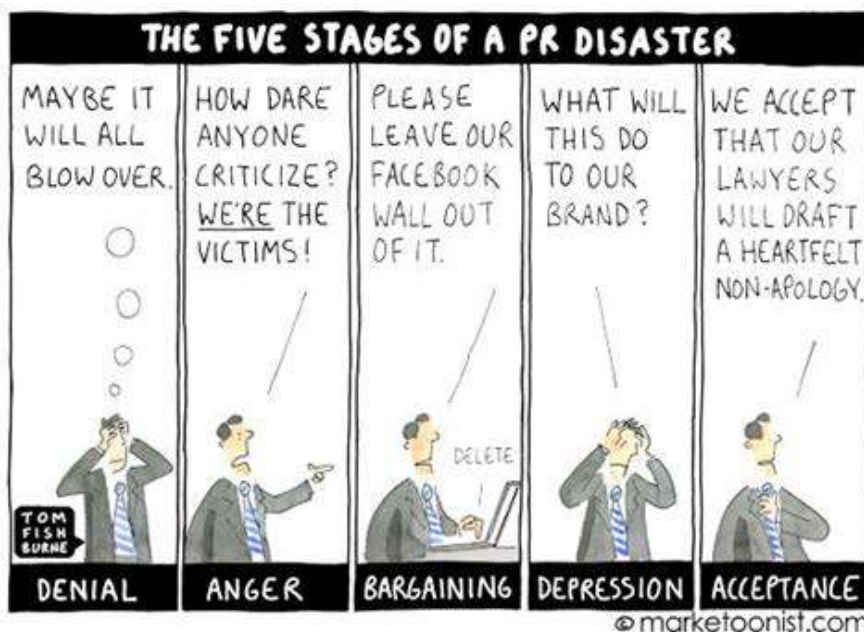 THE FIVE STAGES OF A PR DISASTER
MAYBE IT
WILL ALL
BLOW OVER.
HOW DARE
ANYONE
CRITICIZE?
WE'RE THE
VICTIMS!
PLEASE
LEAVE OUR
FACEBOOK
WALL OUT
OF IT.
DELETE
WHAT WILL
THIS DO
TO OUR
BRAND?
WE ACCEPT
THAT OUR
LAWYERS
WILL DRAFT
A HEARTFELT
NON-APOLOGY.
TOM
FISH
BURNE
DENIAL
ANGER
BARGAINING
DEPRESSION
ACCEPTANCE
© marketoonist.com